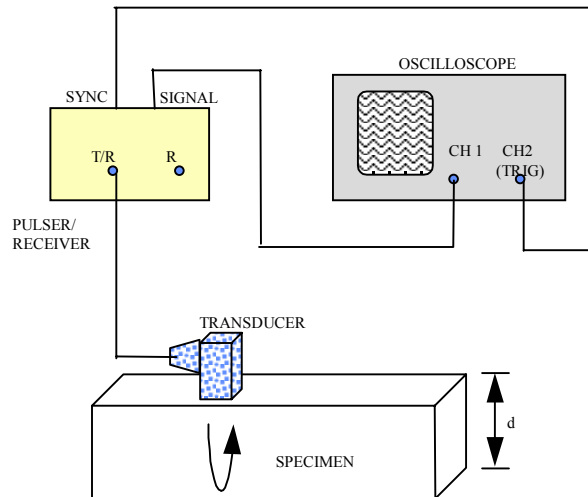 OSCILLOSCOPE
SYNC
SIGNAL
T/R
R
CH 1
CH2
(TRIG)
PULSER/
RECEIVER
TRANSDUCER
d
SPECIMEN